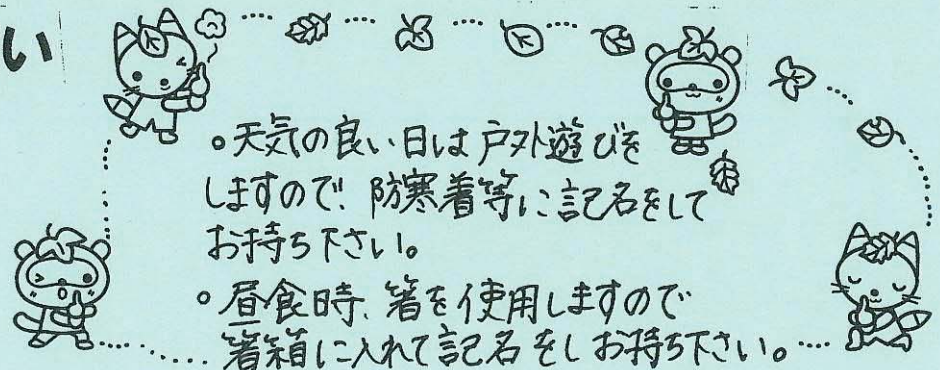 い
。天気の良い日は戸外遊びを
しますので、防寒着等に記名をして
お持ち下さい。
。昼食時、箸を使用しますので
箸箱に入れて記名をしお持ち下さい。